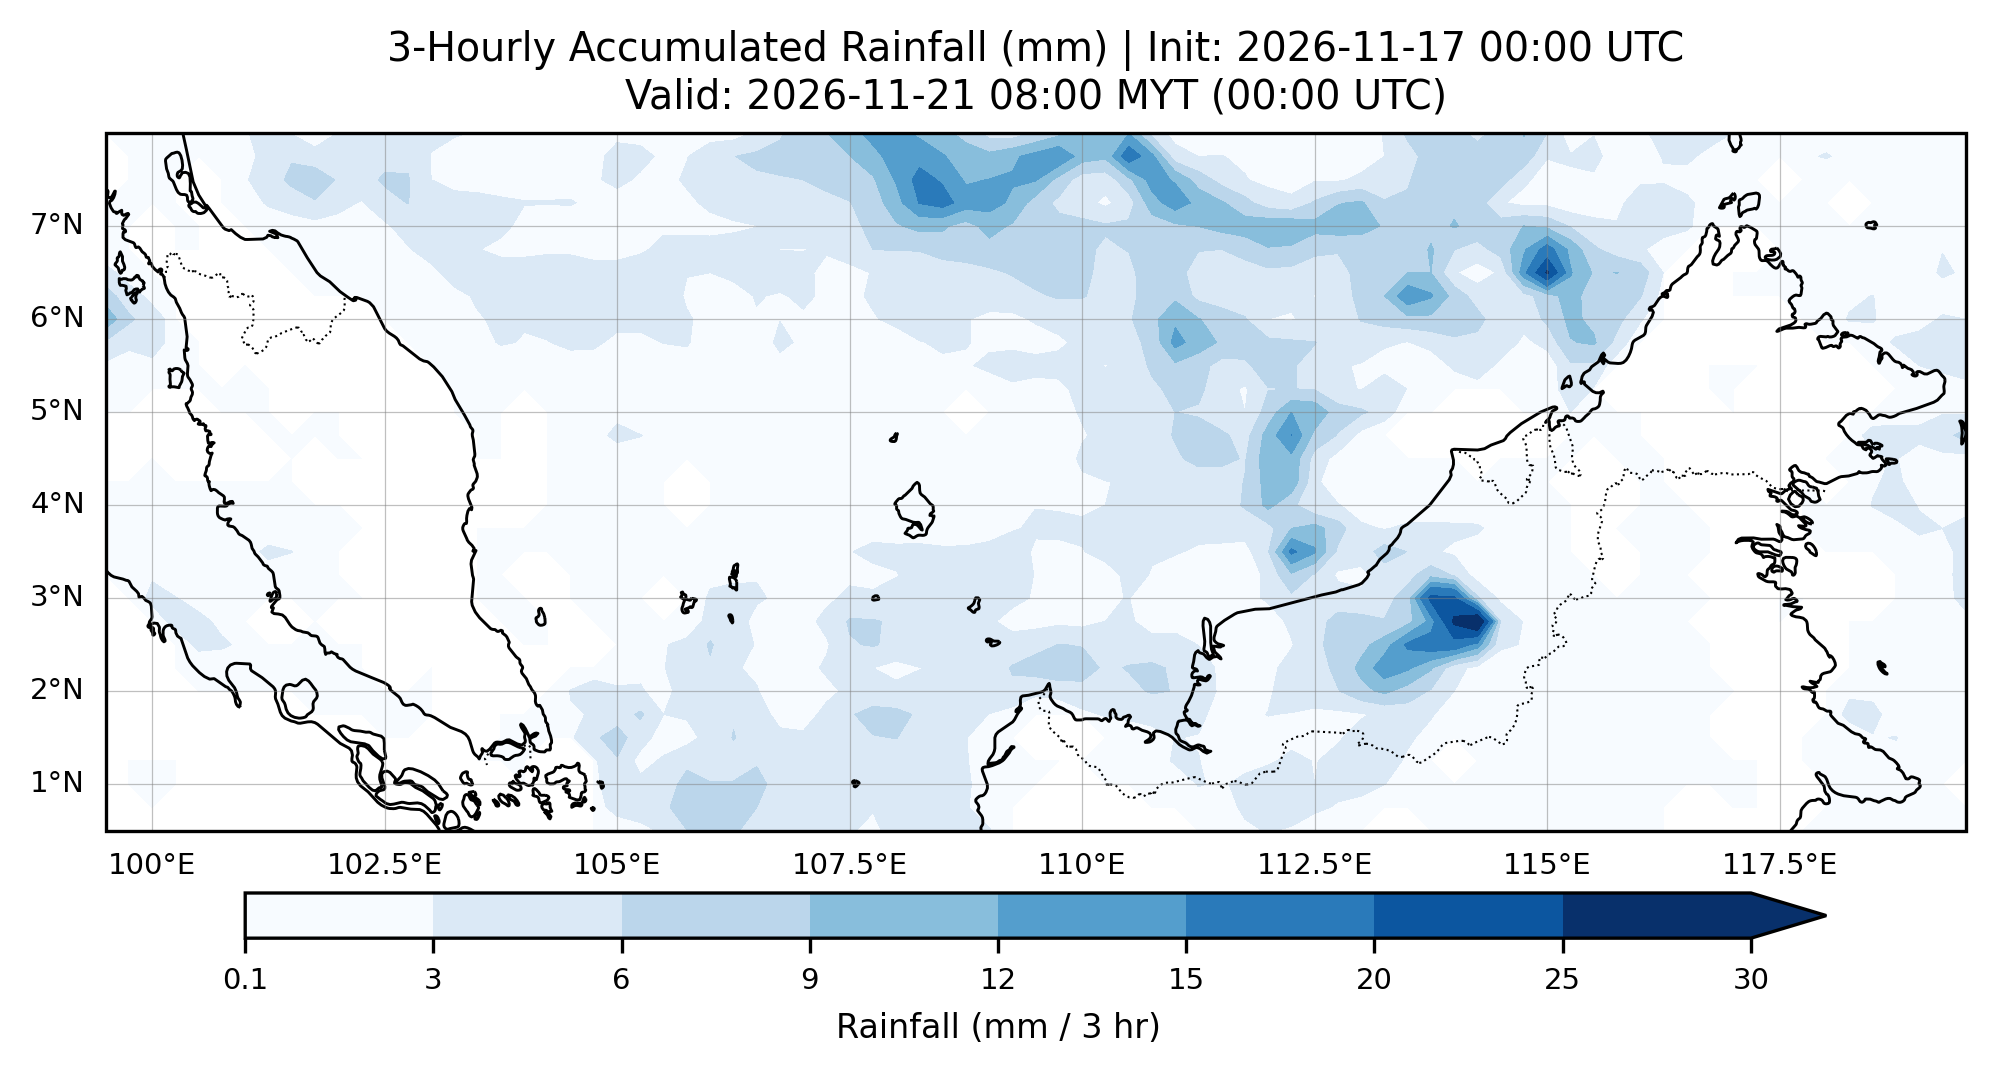 3-Hourly Accumulated Rainfall (mm) | Init: 2026-11-17 00:00 UTC
Valid: 2026-11-21 08:00 MYT (00:00 UTC)
7°N
6°N
5°N
4°N
3°N
2°N
1°N
100°E 102.5°E 105°E 107.5°E 110°E 112.5°E 115°E 117.5°E
0.1 3 6 9 12 15 20 25 30
Rainfall (mm / 3 hr)